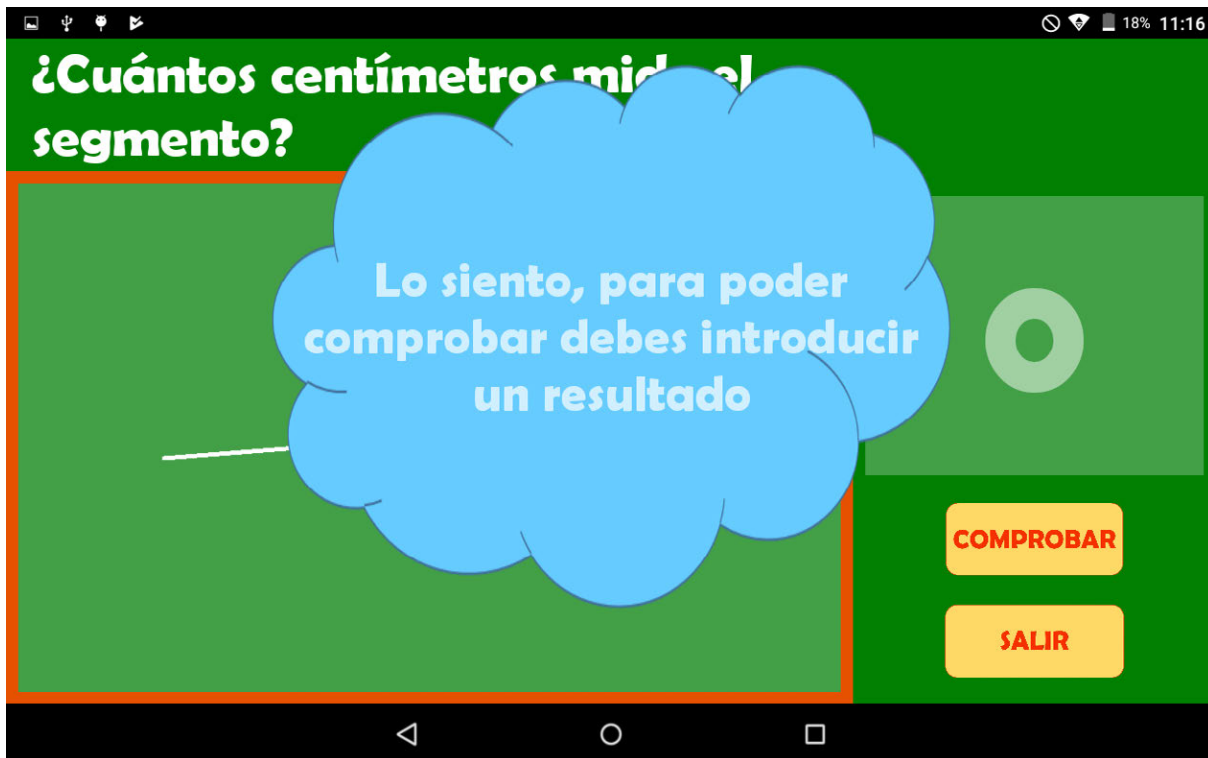 18% 11:16
¿Cuántos centímetros mide el
segmento?
Lo siento, para poder
comprobar debes introducir
un resultado
0
COMPROBAR
SALIR